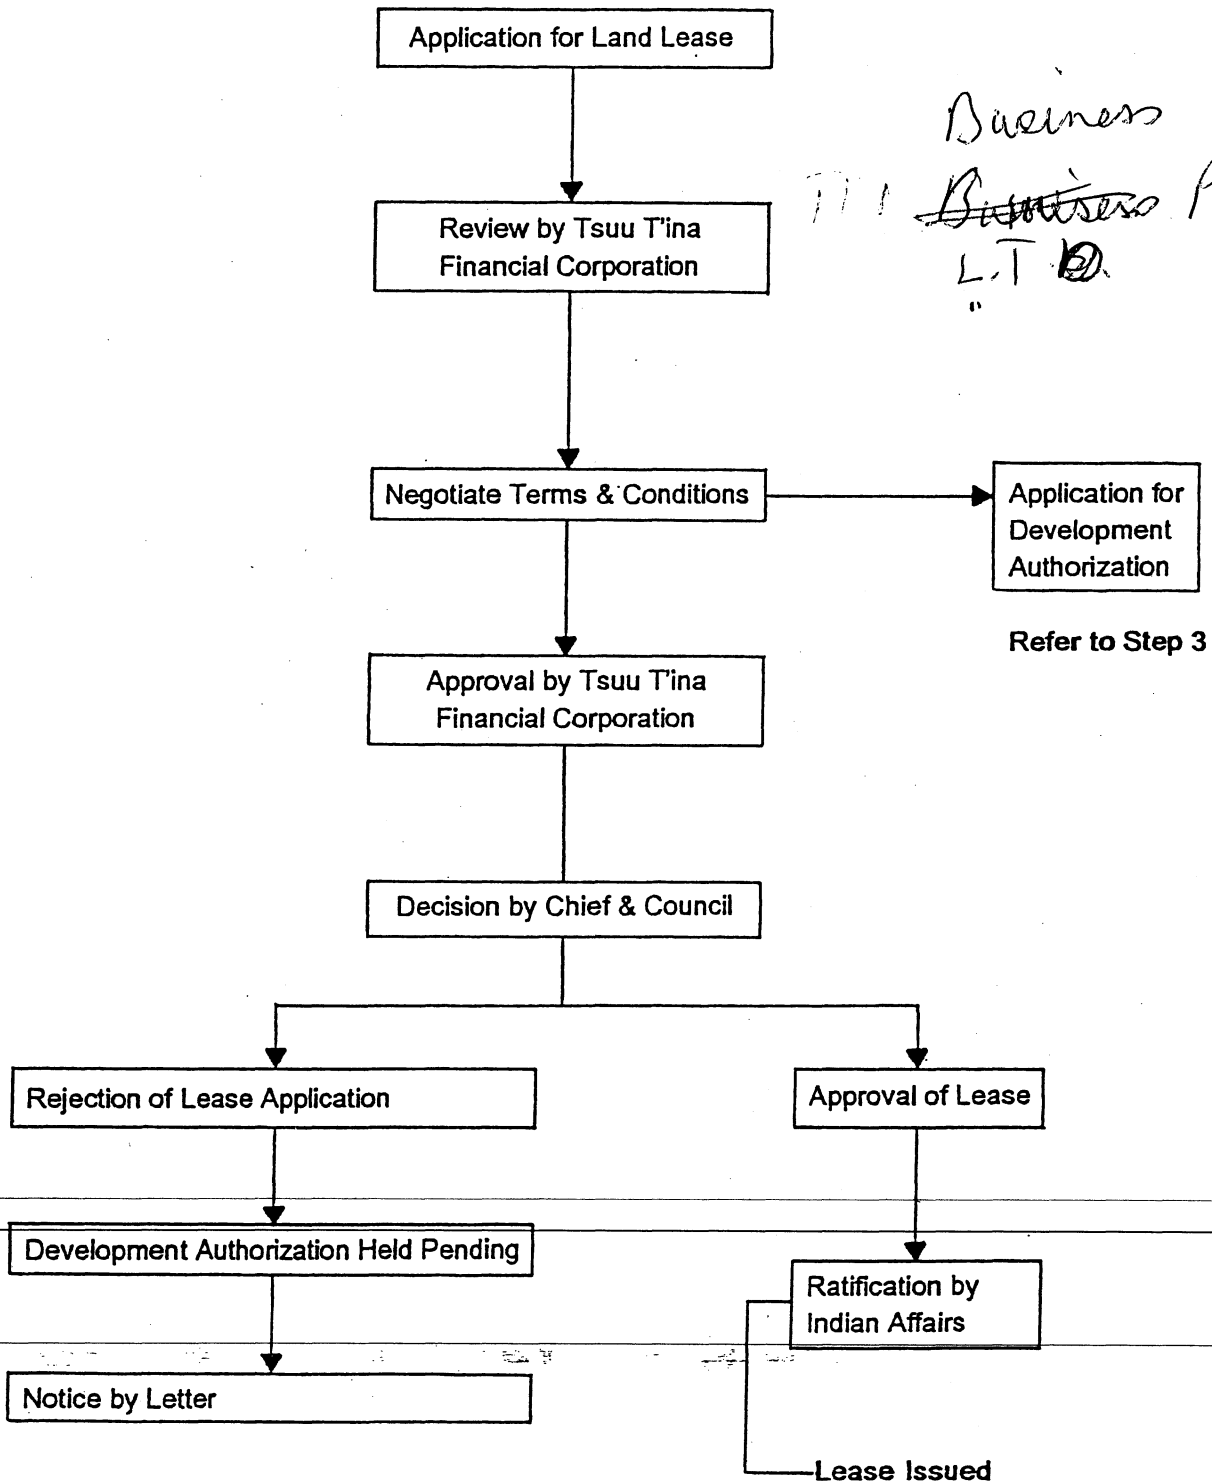 Application for Land Lease
Business
Review by Tsuu T'ina
Financial Corporation
L.T
Negotiate Terms & Conditions
Application for
Development
Authorization
Refer to Step 3
Approval by Tsuu T'ina
Financial Corporation
Decision by Chief & Council
Rejection of Lease Application
Approval of Lease
Development Authorization Held Pending
Ratification by
Indian Affairs
Notice by Letter
Lease Issued